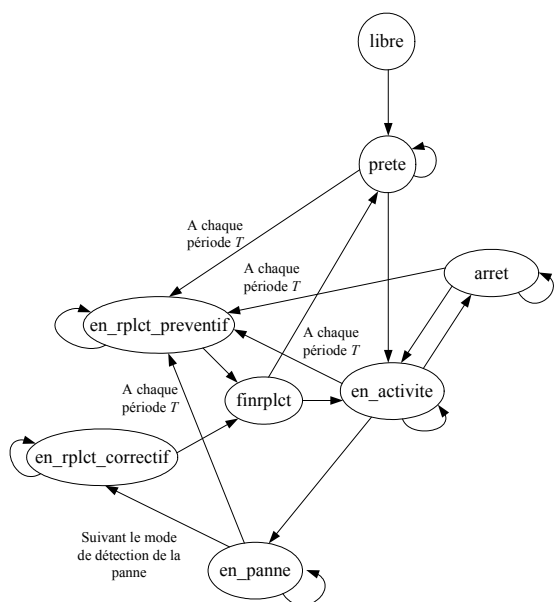 libre
prete
A chaque
période T
A chaque
période T
arret
en_rplct_preventif
A chaque
période T
A chaque
période T
finrplct
en_activite
en_rplct_correctif
Suivant le mode
de détection de la
panne
en_panne